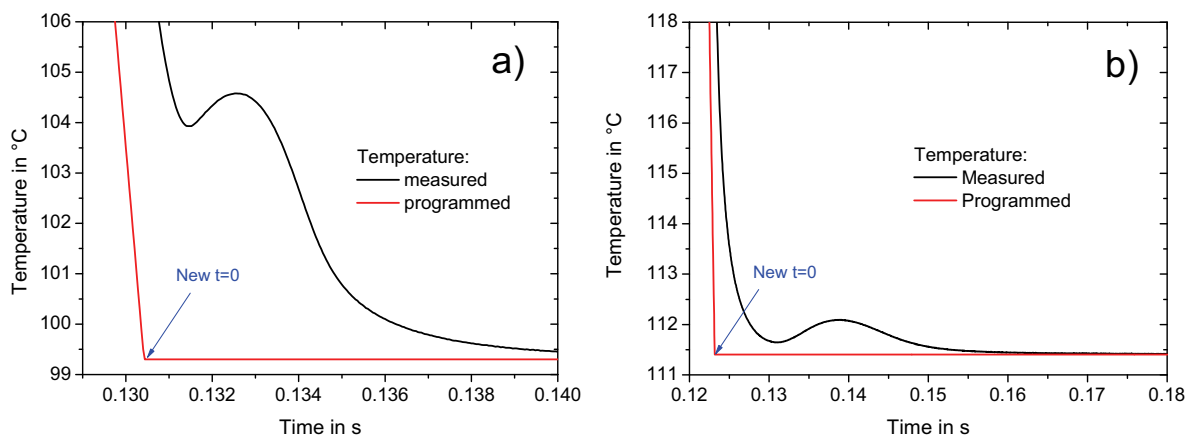 a)
106
105
104
103
102
101
100
99
Temperature in °C
Temperature:
measured
programmed
New t=0
0.130
0.132
0.134
0.136
0.138
0.140
Time in s
b)
118
117
116
115
114
113
112
111
Temperature in °C
Temperature:
Measured
Programmed
New t=0
0.12
0.13
0.14
0.15
0.16
0.17
0.18
Time in s